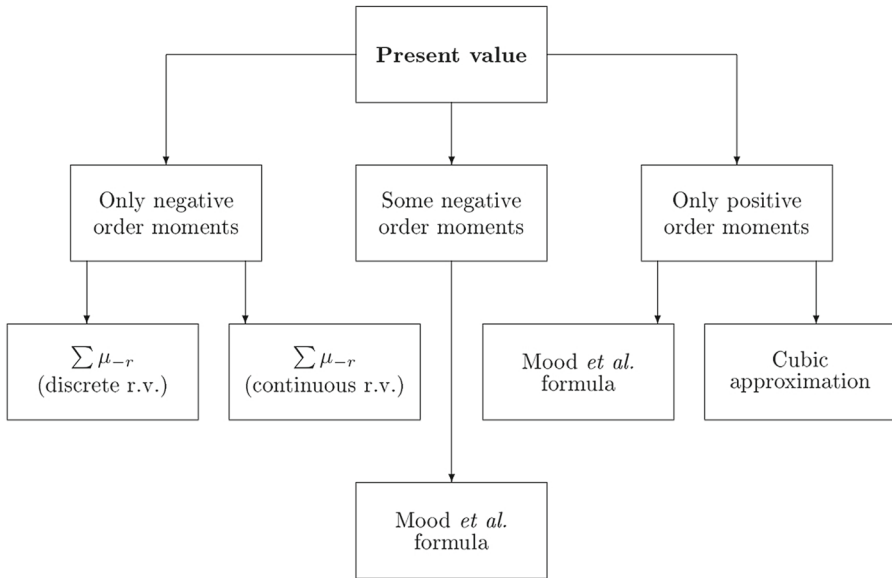 Present value
Only negative
order moments
Some negative
order moments
Only positive
order moments
∑ μ₋ᵣ
(discrete r.v.)
∑ μ₋ᵣ
(continuous r.v.)
Mood et al.
formula
Cubic
approximation
Mood et al.
formula